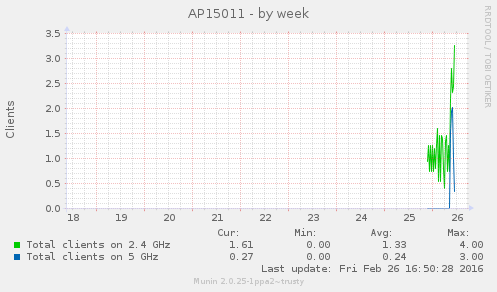 AP15011 - by week
RRDTOOL / TOBI OETIKER
Clients
3.5
3.0
2.5
2.0
1.5
1.0
0.5
0.0
18 19 20 21 22 23 24 25 26
Cur: Min: Avg: Max:
Total clients on 2.4 GHz 1.61 0.00 1.33 4.00
Total clients on 5 GHz 0.27 0.00 0.24 3.00
Last update: Fri Feb 26 16:50:28 2016
Munin 2.0.25-1ppa2~trusty